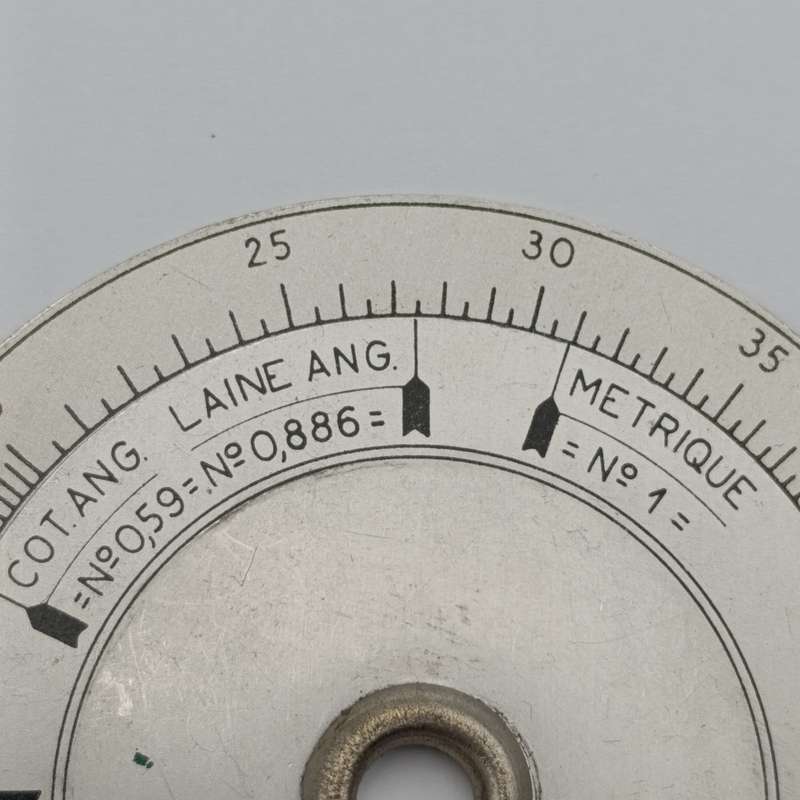 25
30
35
COT. ANG.
=Nº0,59=
LAINE ANG.
Nº0,886=
METRIQUE
= Nº 1 =